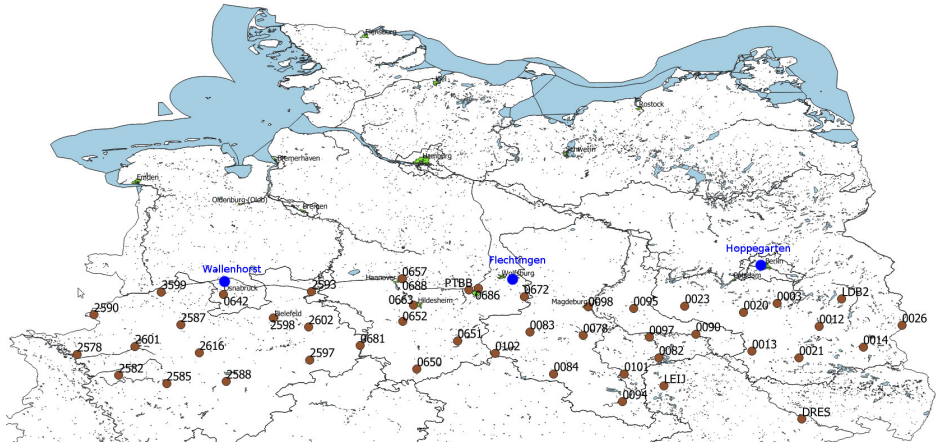 Flensburg
Kiel
Rostock
Schwerin
Hamburg
Bremerhaven
Emden
Oldenburg (Oldb)
Bremen
Hoppegarten
Berlin
Potsdam
Flechtingen
Wolfsburg
Wallenhorst
Osnabrück
Hannover
0657
0688
PTBB
0686
0672
3599
0642
2593
0663
Hildesheim
Magdeburg
0098
0095
0023
0020
0003
LDB2
2590
2587
Bielefeld
2598
2602
0652
0083
0078
0097
0090
0012
0026
2578
2601
2616
2597
0681
0651
0102
0082
0013
0021
0014
2582
2585
2588
0650
0084
0101
LEIJ
0094
DRES